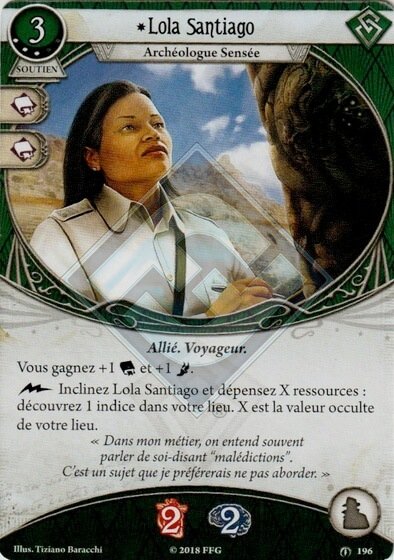 3
Lola Santiago
SOUTIEN
Archéologue Sensée
Allié. Voyageur.
Vous gagnez +1 et +1 .
Inclinez Lola Santiago et dépensez X ressources :
découvrez 1 indice dans votre lieu. X est la valeur occulte
de votre lieu.
« Dans mon métier, on entend souvent
parler de soi-disant “malédictions”.
C’est un sujet que je préférerais ne pas aborder. »
2
2
Illus. Tiziano Baracchi
© 2018 FFG
196